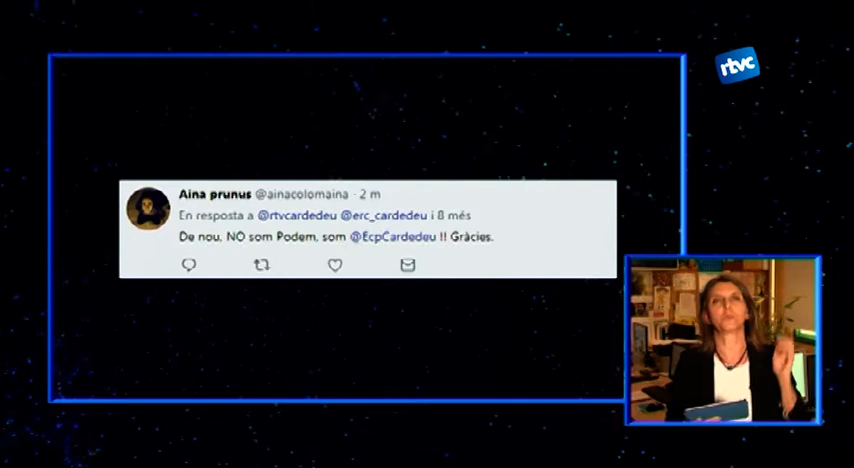 rtvc
Aina prunus @ainacolomaina · 2 m
En resposta a @rtvcardedeu @erc_cardedeu i 8 més
De nou, NO som Podem, som @EcpCardedeu !! Gràcies.